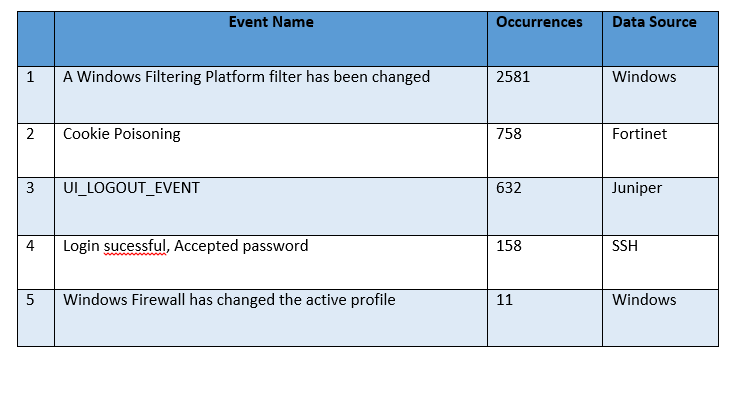 Event Name Occurrences Data Source
1 A Windows Filtering Platform filter has been changed 2581 Windows
2 Cookie Poisoning 758 Fortinet
3 UI_LOGOUT_EVENT 632 Juniper
4 Login sucessful, Accepted password 158 SSH
5 Windows Firewall has changed the active profile 11 Windows